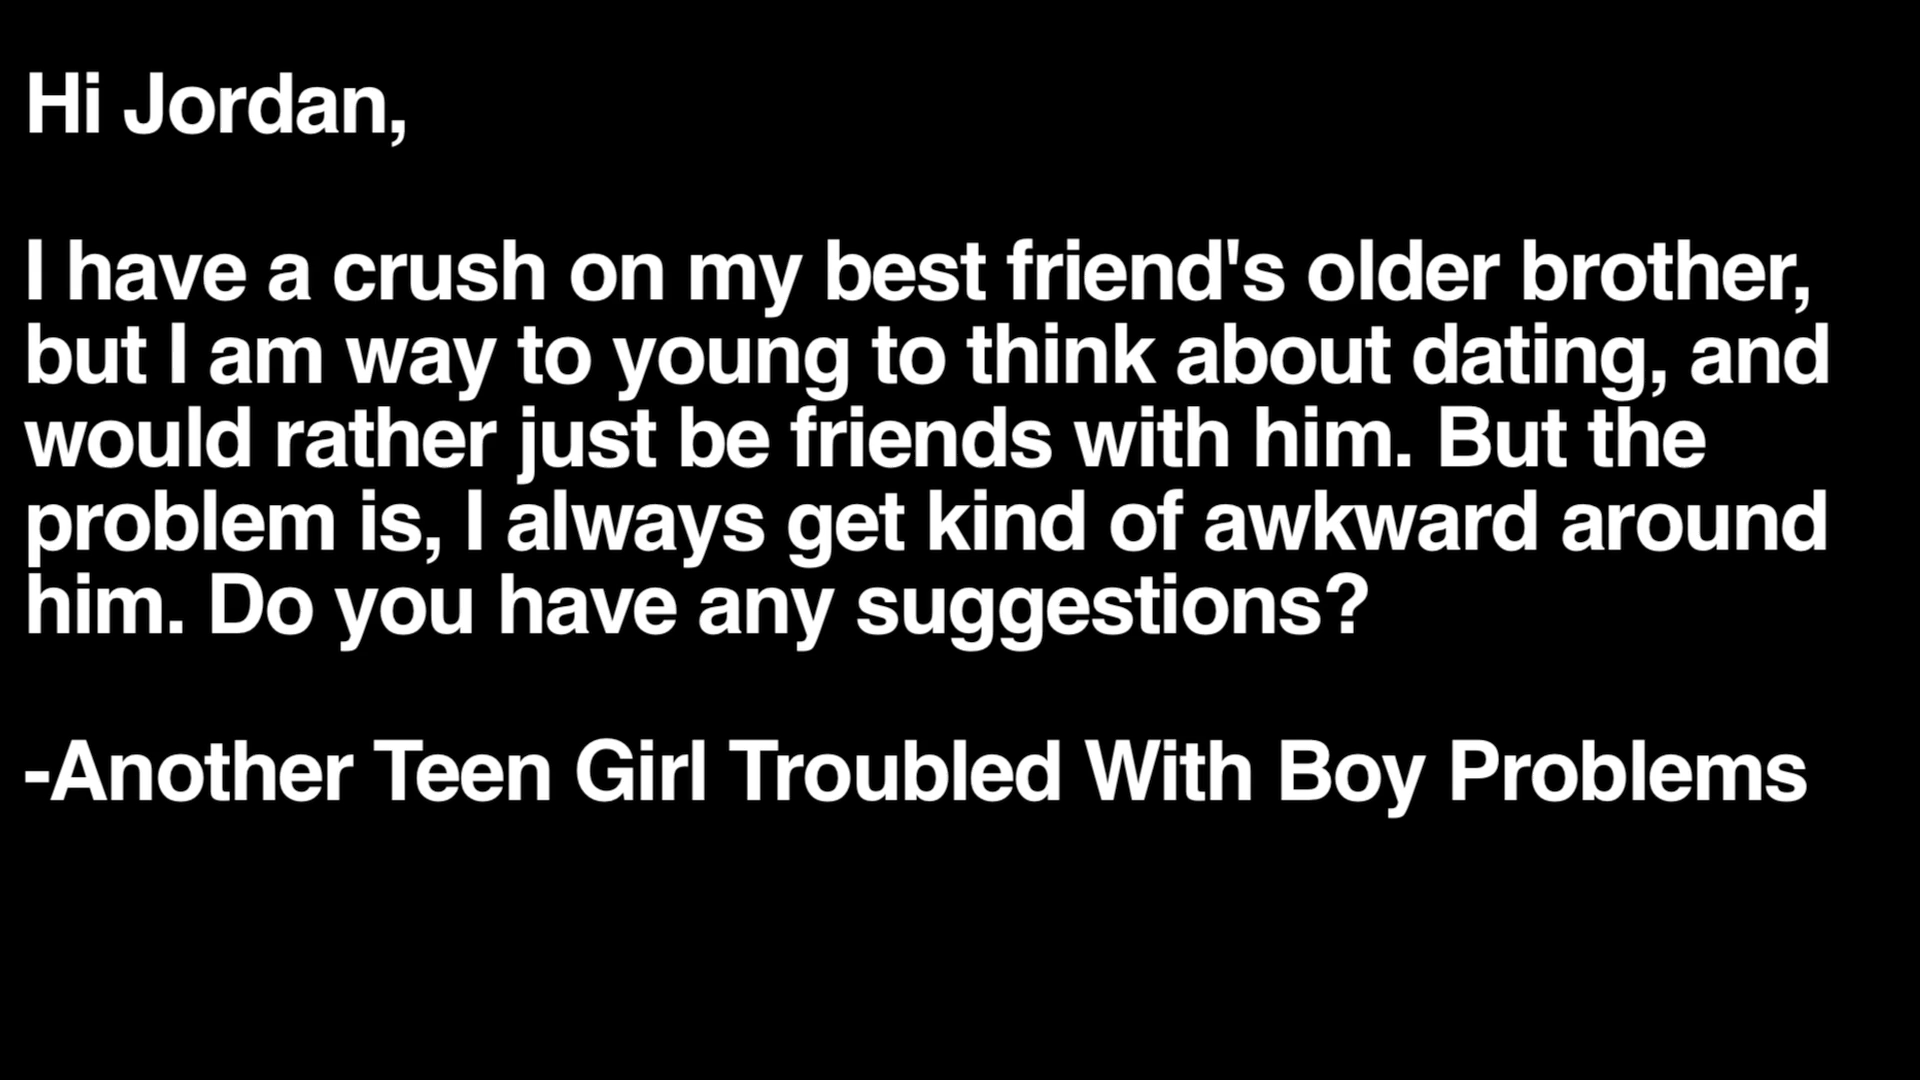 Hi Jordan,
I have a crush on my best friend's older brother,
but I am way to young to think about dating, and
would rather just be friends with him. But the
problem is, I always get kind of awkward around
him. Do you have any suggestions?
-Another Teen Girl Troubled With Boy Problems